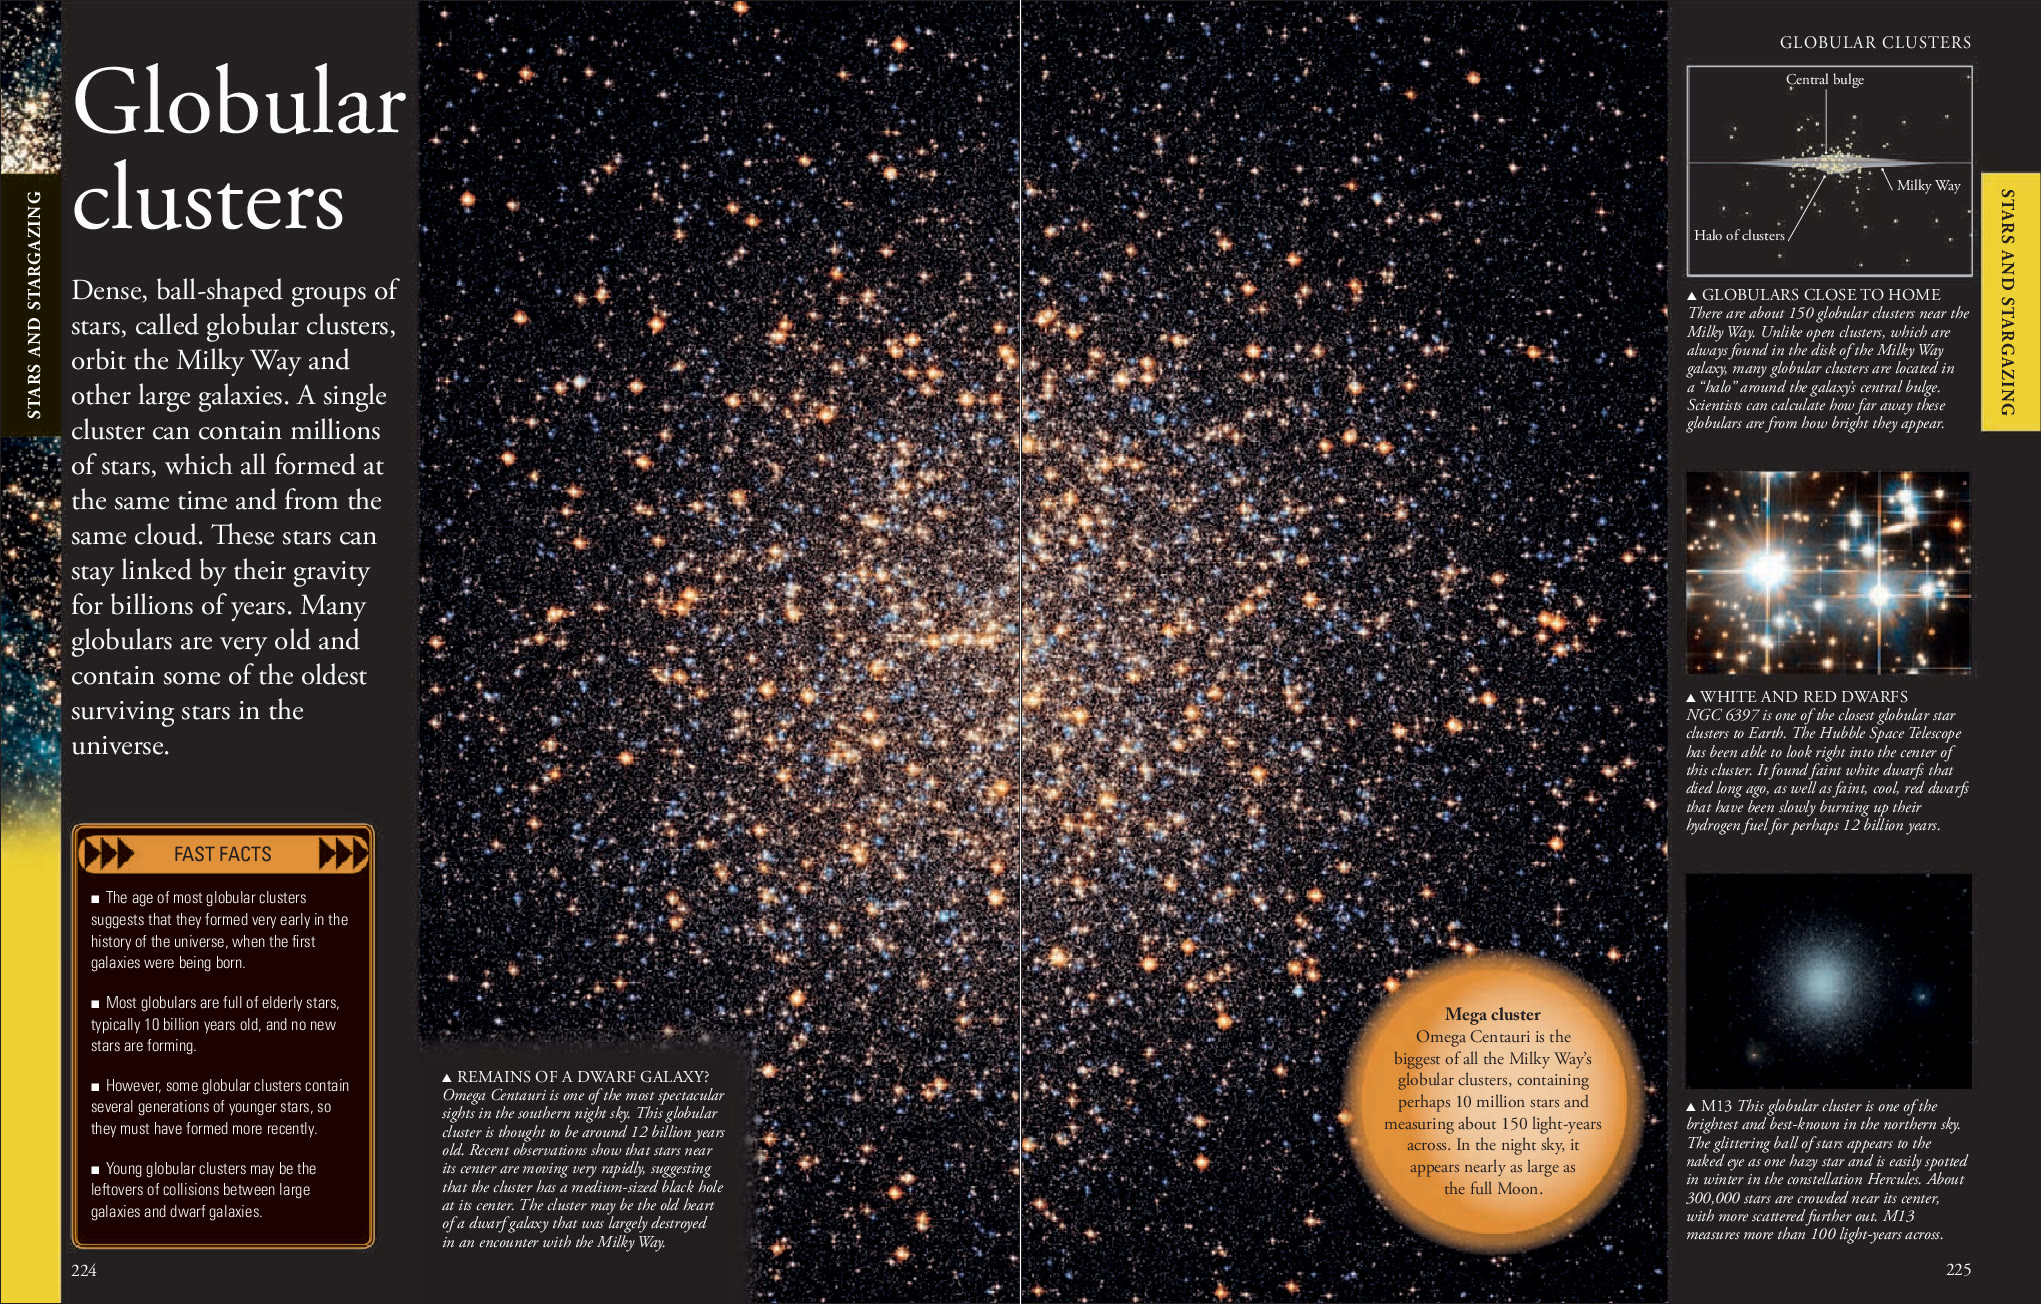 STARS AND STARGAZING
Globular
clusters
Dense, ball-shaped groups of
stars, called globular clusters,
orbit the Milky Way and
other large galaxies. A single
cluster can contain millions
of stars, which all formed at
the same time and from the
same cloud. These stars can
stay linked by their gravity
for billions of years. Many
globulars are very old and
contain some of the oldest
surviving stars in the
universe.
FAST FACTS
■ The age of most globular clusters
suggests that they formed very early in the
history of the universe, when the first
galaxies were being born.
■ Most globulars are full of elderly stars,
typically 10 billion years old, and no new
stars are forming.
■ However, some globular clusters contain
several generations of younger stars, so
they must have formed more recently.
■ Young globular clusters may be the
leftovers of collisions between large
galaxies and dwarf galaxies.
224
▲ REMAINS OF A DWARF GALAXY?
Omega Centauri is one of the most spectacular
sights in the southern night sky. This globular
cluster is thought to be around 12 billion years
old. Recent observations show that stars near
its center are moving very rapidly, suggesting
that the cluster has a medium-sized black hole
at its center. The cluster may be the old heart
of a dwarf galaxy that was largely destroyed
in an encounter with the Milky Way.
Mega cluster
Omega Centauri is the
biggest of all the Milky Way's
globular clusters, containing
perhaps 10 million stars and
measuring about 150 light-years
across. In the night sky, it
appears nearly as large as
the full Moon.
GLOBULAR CLUSTERS
Central bulge
Milky Way
Halo of clusters
▲ GLOBULARS CLOSE TO HOME
There are about 150 globular clusters near the
Milky Way. Unlike open clusters, which are
always found in the disk of the Milky Way
galaxy, many globular clusters are located in
a "halo" around the galaxy's central bulge.
Scientists can calculate how far away these
globulars are from how bright they appear.
▲ WHITE AND RED DWARFS
NGC 6397 is one of the closest globular star
clusters to Earth. The Hubble Space Telescope
has been able to look right into the center of
this cluster. It found faint white dwarfs that
died long ago, as well as faint, cool, red dwarfs
that have been slowly burning up their
hydrogen fuel for perhaps 12 billion years.
▲ M13 This globular cluster is one of the
brightest and best-known in the northern sky.
The glittering ball of stars appears to the
naked eye as one hazy star and is easily spotted
in winter in the constellation Hercules. About
300,000 stars are crowded near its center,
with more scattered further out. M13
measures more than 100 light-years across.
225
STARS AND STARGAZING